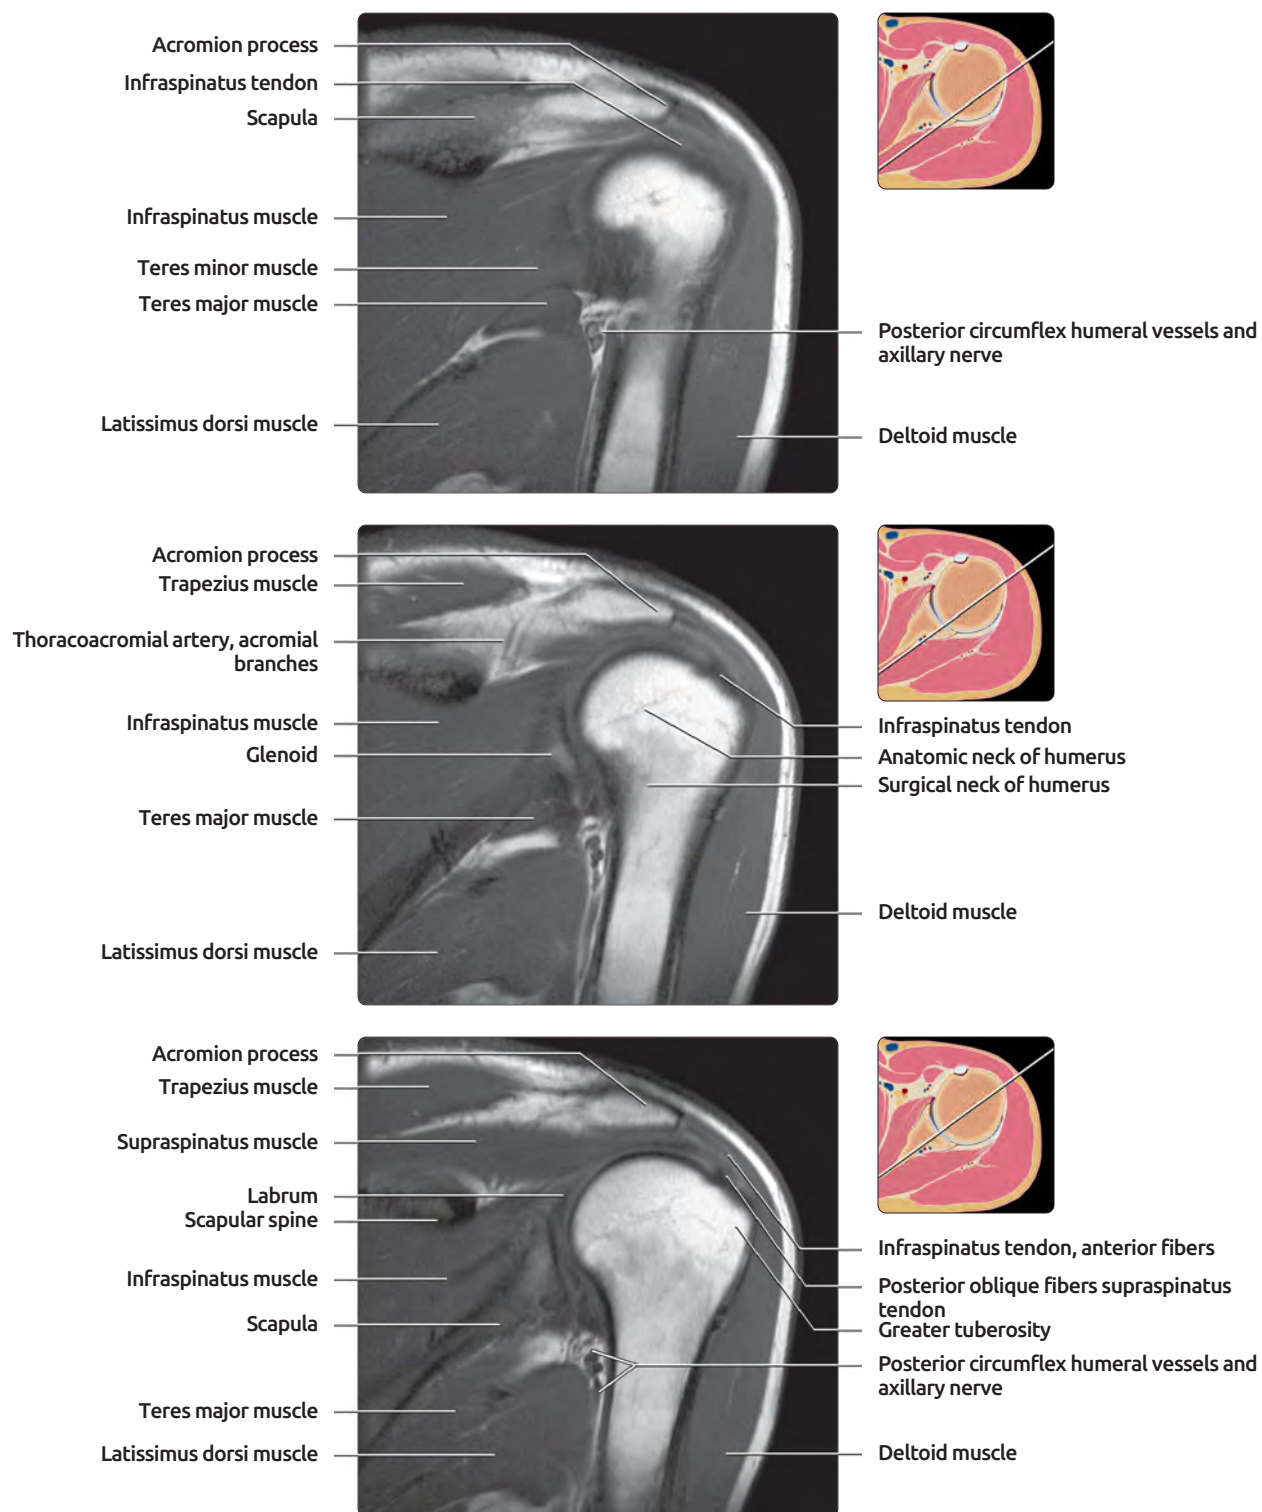 Acromion process
Infraspinatus tendon
Scapula
Infraspinatus muscle
Teres minor muscle
Teres major muscle
Latissimus dorsi muscle
Posterior circumflex humeral vessels and
axillary nerve
Deltoid muscle
Acromion process
Trapezius muscle
Thoracoacromial artery, acromial
branches
Infraspinatus muscle
Glenoid
Teres major muscle
Latissimus dorsi muscle
Infraspinatus tendon
Anatomic neck of humerus
Surgical neck of humerus
Deltoid muscle
Acromion process
Trapezius muscle
Supraspinatus muscle
Labrum
Scapular spine
Infraspinatus muscle
Scapula
Teres major muscle
Latissimus dorsi muscle
Infraspinatus tendon, anterior fibers
Posterior oblique fibers supraspinatus
tendon
Greater tuberosity
Posterior circumflex humeral vessels and
axillary nerve
Deltoid muscle